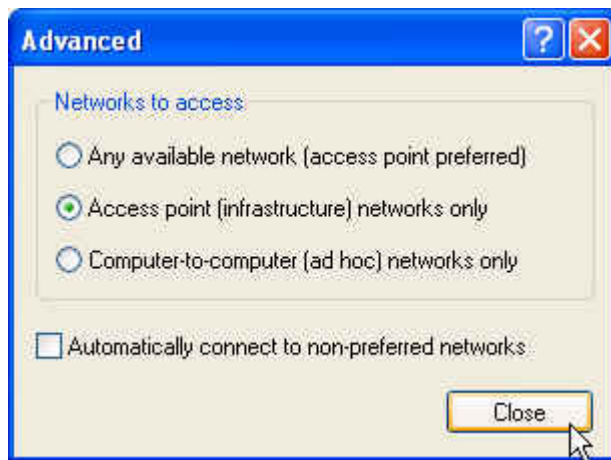 Advanced
Networks to access
Any available network (access point preferred)
Access point (infrastructure) networks only
Computer-to-computer (ad hoc) networks only
Automatically connect to non-preferred networks
Close